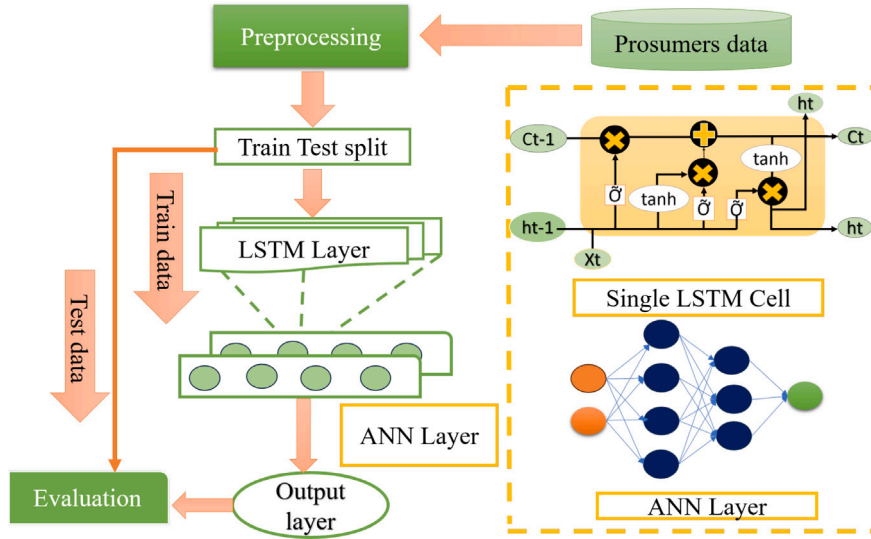 Preprocessing
Prosumers data
Train Test split
Train data
Test data
LSTM Layer
ANN Layer
Output
layer
Evaluation
ht
Ct-1
Ct
tanh
Õ
tanh
Õ
Õ
ht-1
ht
Xt
Single LSTM Cell
ANN Layer